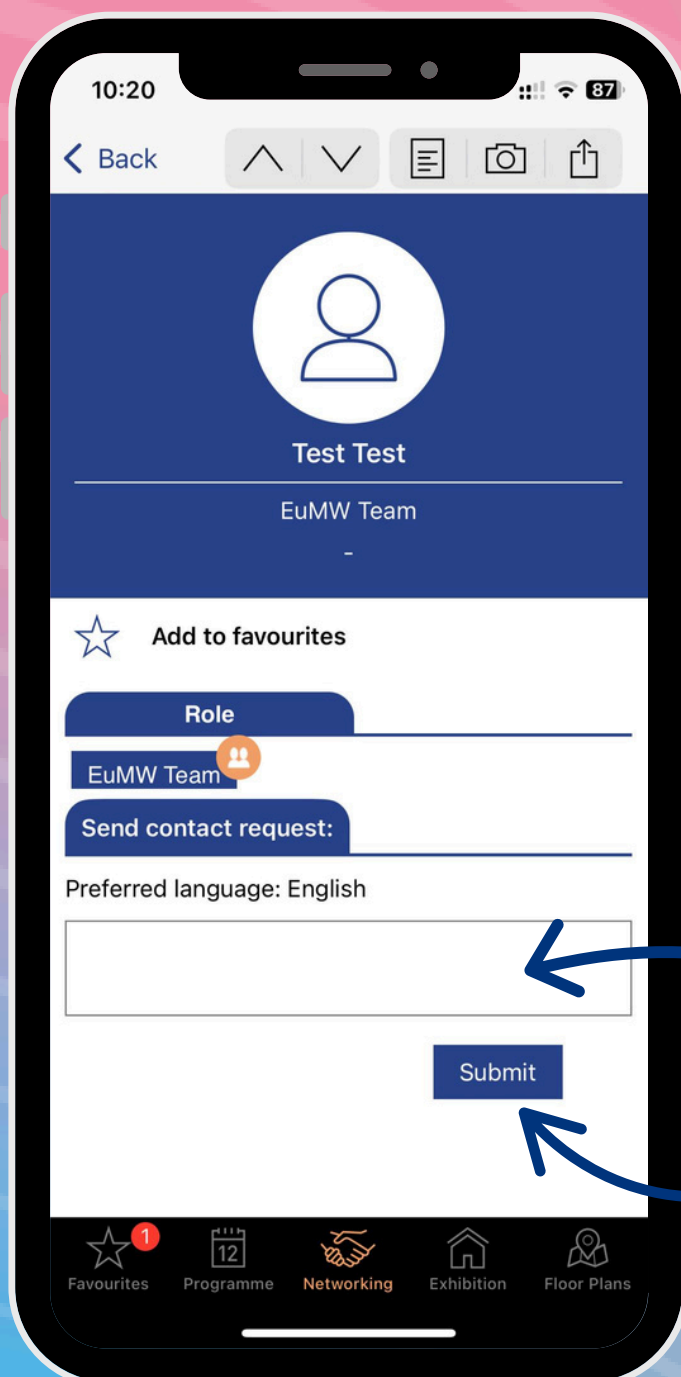 10:20
87
Back
Test Test
EuMW Team
-
Add to favourites
Role
EuMW Team
Send contact request:
Preferred language: English
Submit
1
12
Favourites Programme Networking Exhibition Floor Plans